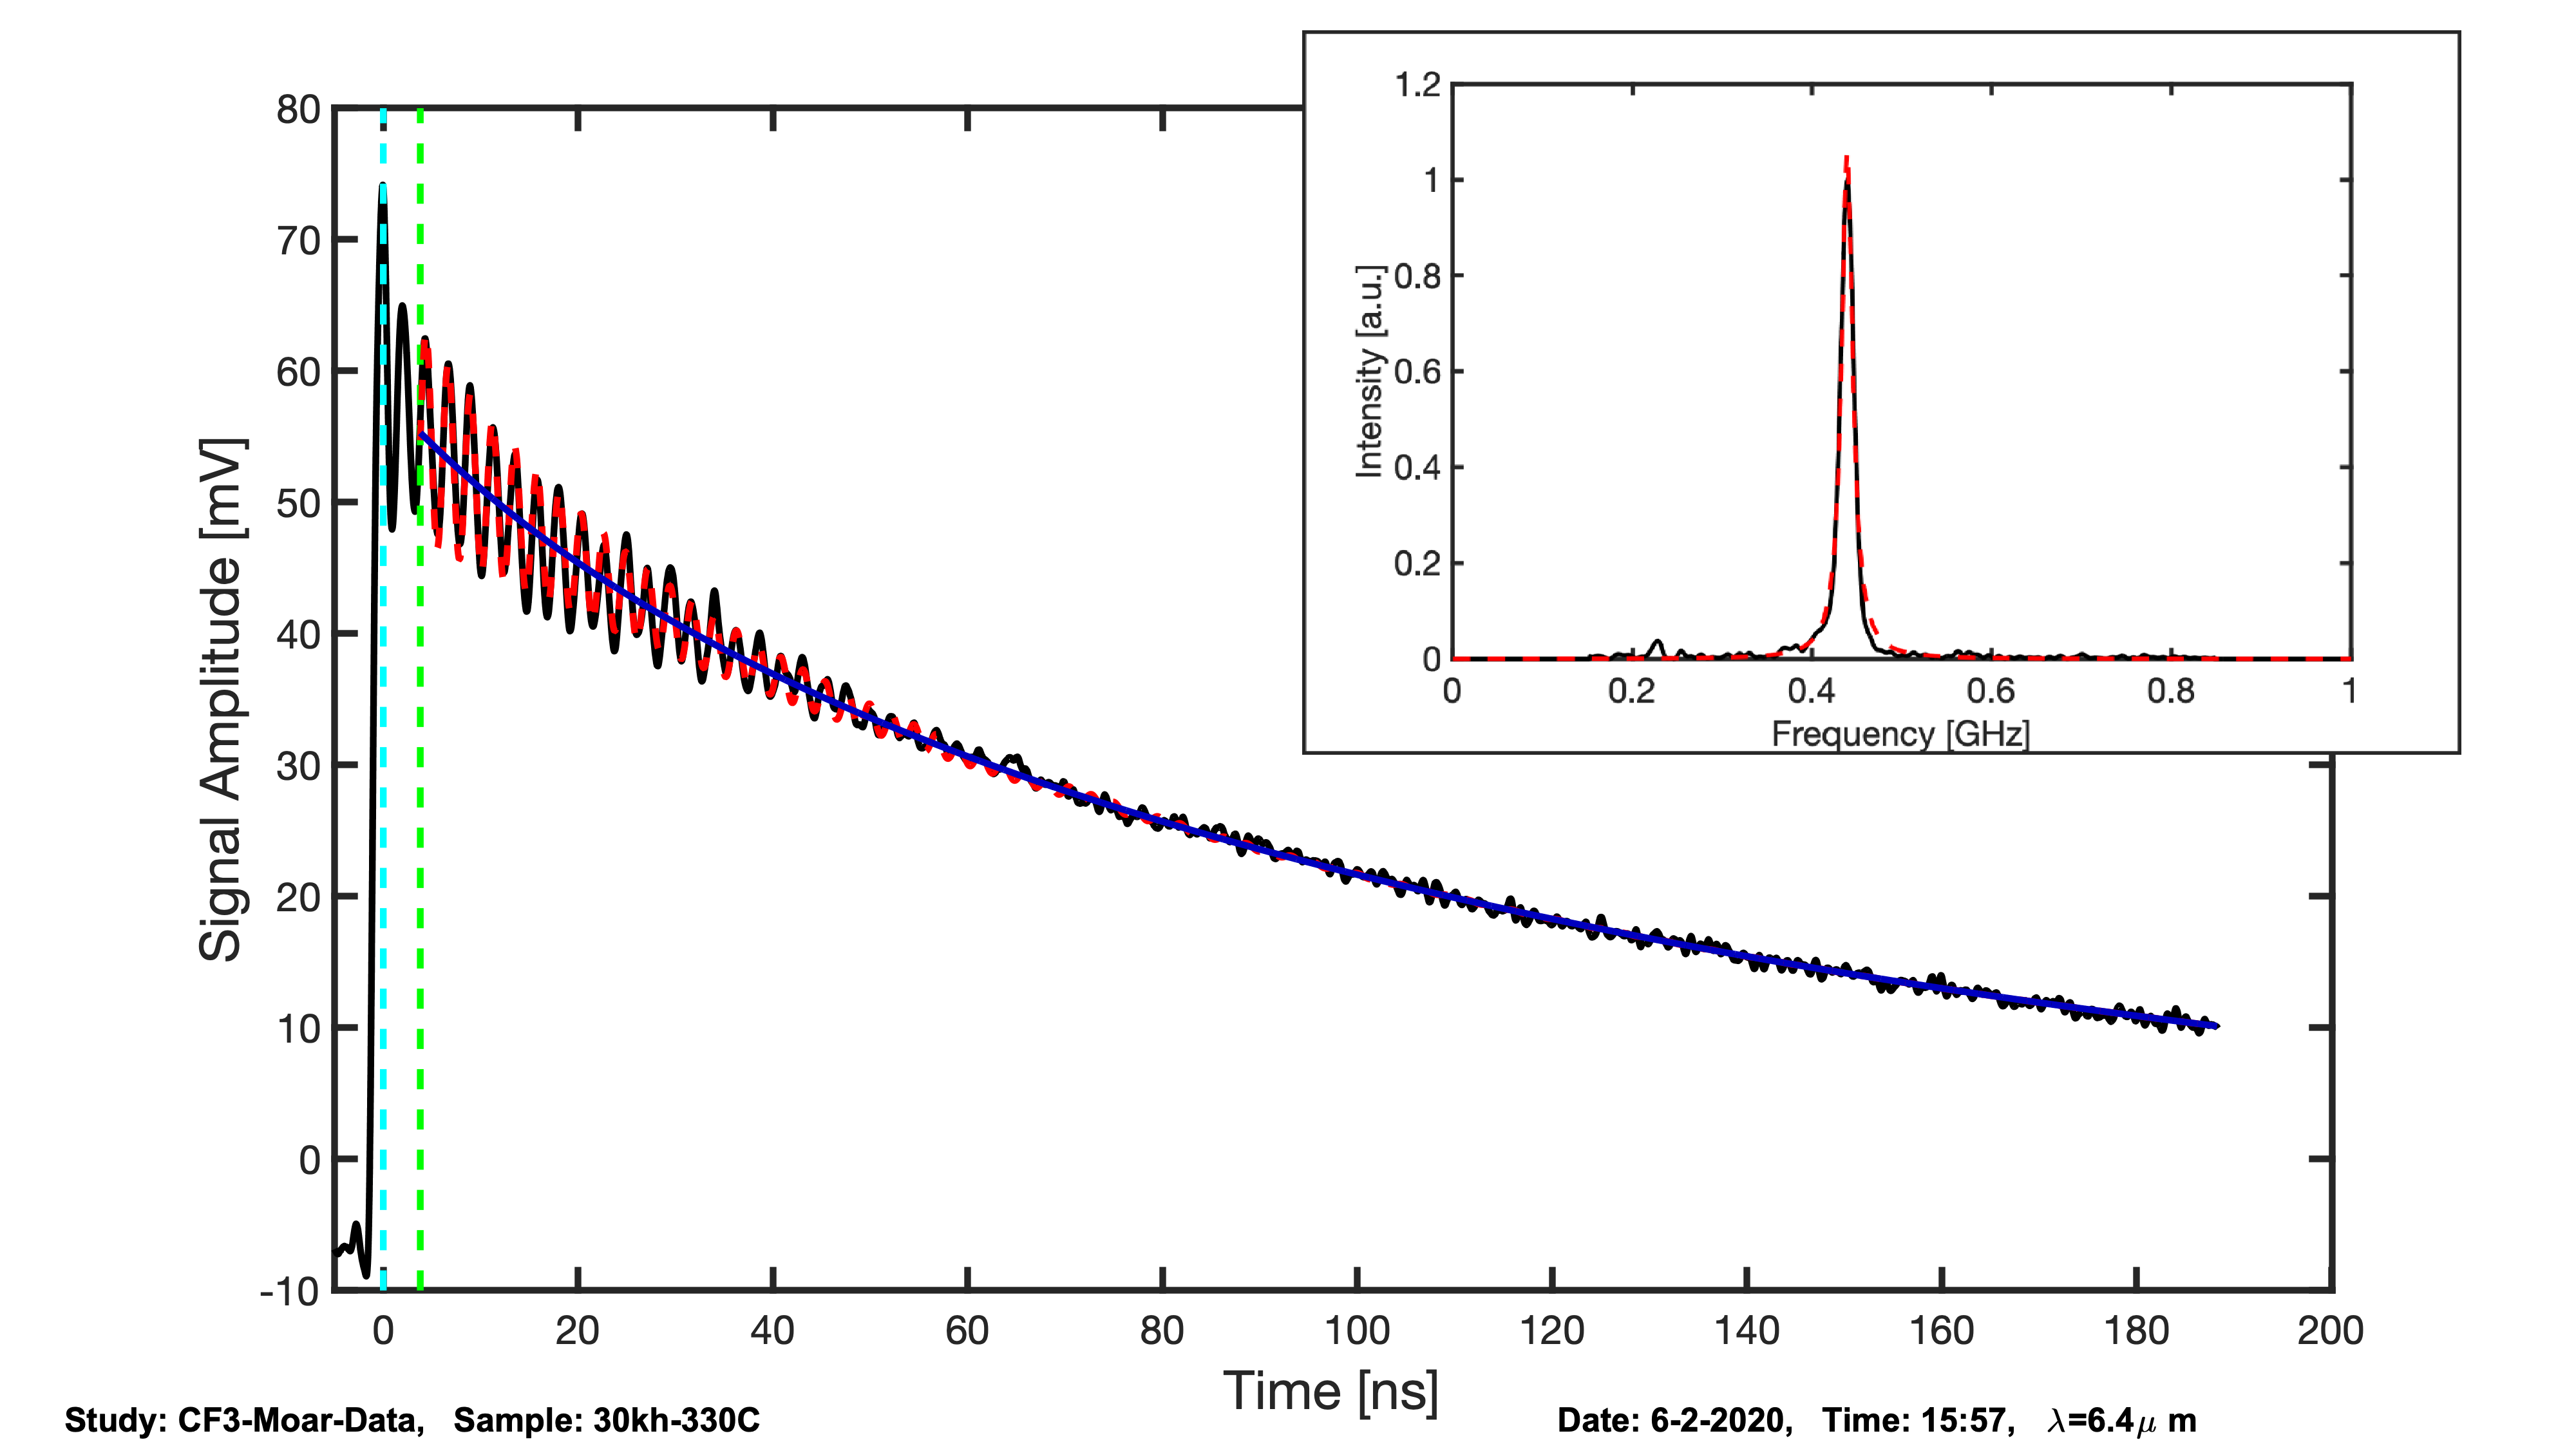 80
70
60
50
40
30
20
10
0
-10
Signal Amplitude [mV]
0 20 40 60 80 100 120 140 160 180 200
Time [ns]
1.2
1
0.8
0.6
0.4
0.2
0
Intensity [a.u.]
0 0.2 0.4 0.6 0.8 1
Frequency [GHz]
Study: CF3-Moar-Data, Sample: 30kh-330C
Date: 6-2-2020, Time: 15:57, λ=6.4μ m